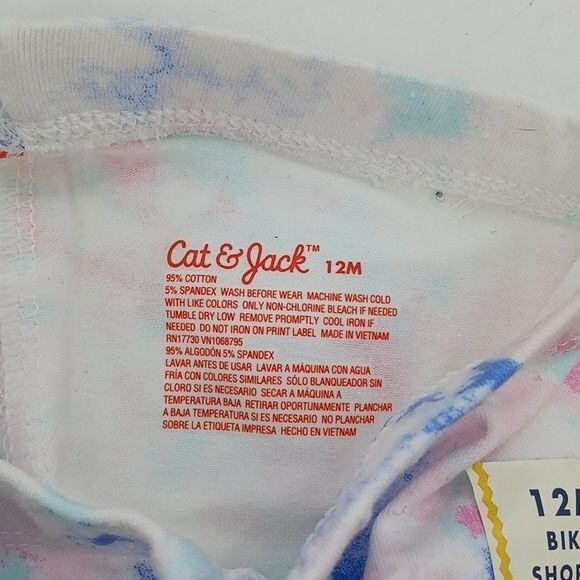 Cat & Jack™ 12M
95% COTTON
5% SPANDEX WASH BEFORE WEAR MACHINE WASH COLD
WITH LIKE COLORS ONLY NON-CHLORINE BLEACH IF NEEDED
TUMBLE DRY LOW REMOVE PROMPTLY COOL IRON IF
NEEDED DO NOT IRON ON PRINT LABEL MADE IN VIETNAM
RN17730 VN1068795
95% ALGODÓN 5% SPANDEX
LAVAR ANTES DE USAR LAVAR A MÁQUINA CON AGUA
FRÍA CON COLORES SIMILARES SÓLO BLANQUEADOR SIN
CLORO SI ES NECESARIO SECAR A MÁQUINA A
TEMPERATURA BAJA RETIRAR OPORTUNAMENTE PLANCHAR
A BAJA TEMPERATURA SI ES NECESARIO NO PLANCHAR
SOBRE LA ETIQUETA IMPRESA HECHO EN VIETNAM
BIK
SHO